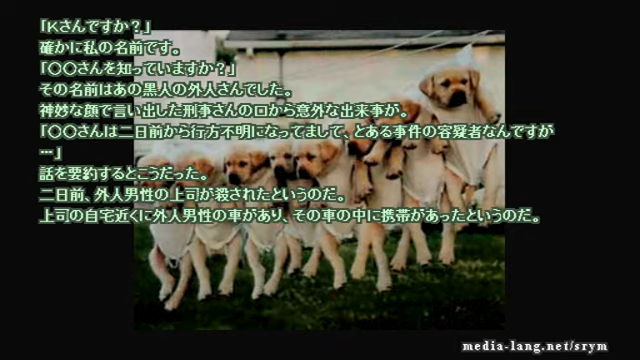 「Kさんですか？」
確かに私の名前です。
「〇〇さんを知っていますか？」
その名前はあの黒人の外人さんでした。
神妙な顔で言い出した刑事さんの口から意外な出来事が。
「〇〇さんは二日前から行方不明になってまして、とある事件の容疑者なんですが
…」
話を要約するとこうだった。
二日前、外人男性の上司が殺されたというのだ。
上司の自宅近くに外人男性の車があり、その車の中に携帯があったというのだ。
media-lang.net/srym